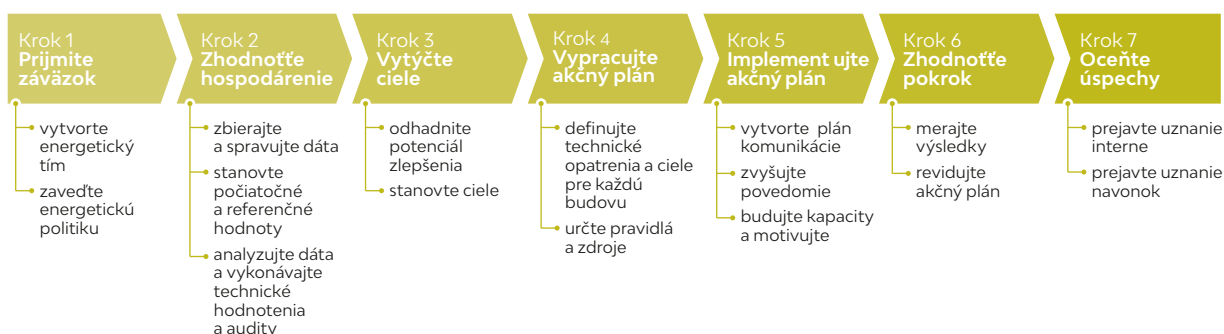 Krok 1
Prijmite
záväzok
vytvorte
energetický
tím
zaveďte
energetickú
politiku
Krok 2
Zhodnoťťe
hospodárenie
zbierajte
a spravujte dáta
stanovte
počiatočné
a referenčné
hodnoty
analyzujte dáta
a vykonávajte
technické
hodnotenia
a audity
Krok 3
Vytýčte
ciele
odhadnite
potenciál
zlepšenia
stanovte ciele
Krok 4
Vypracujte
akčný plán
definujte
technické
opatrenia a ciele
pre každú
budovu
určte pravidlá
a zdroje
Krok 5
Implement ujte
akčný plán
vytvorte plán
komunikácie
zvyšujte
povedomie
budujte kapacity
a motivujte
Krok 6
Zhodnoťťe
pokrok
merajte
výsledky
revidujte
akčný plán
Krok 7
Oceňte
úspechy
prejavte uznanie
interne
prejavte uznanie
navonok